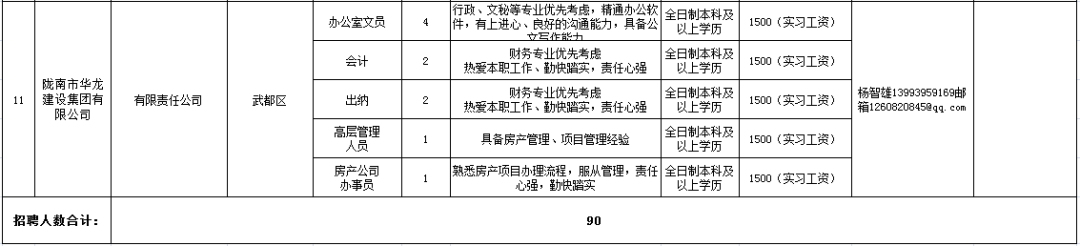 11
陇南市华龙
建设集团有
限公司
有限责任公司
武都区
办公室文员
4
行政、文秘等专业优先考虑，精通办公软
件，有上进心、良好的沟通能力，具备公
文写作能力
全日制本科及
以上学历
1500（实习工资）
会计
2
财务专业优先考虑
热爱本职工作、勤快踏实，责任心强
全日制本科及
以上学历
1500（实习工资）
出纳
2
财务专业优先考虑
热爱本职工作、勤快踏实，责任心强
全日制本科及
以上学历
1500（实习工资）
高层管理
人员
1
具备房产管理、项目管理经验
全日制本科及
以上学历
1500（实习工资）
房产公司
办事员
1
熟悉房产项目办理流程，服从管理，责任
心强，勤快踏实
全日制本科及
以上学历
1500（实习工资）
杨智雄13993959169邮
箱1260820845@qq.com
招聘人数合计：
90